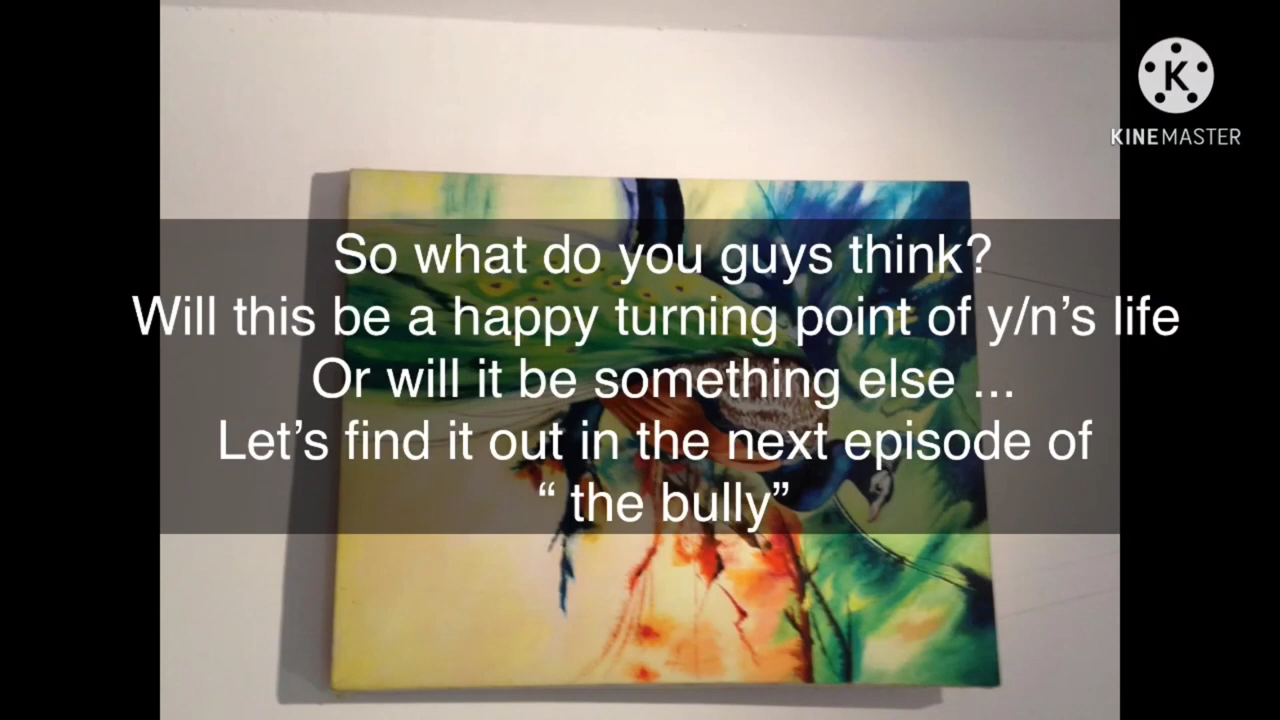 K
KINEMASTER
So what do you guys think?
Will this be a happy turning point of y/n’s life
Or will it be something else ...
Let’s find it out in the next episode of
“ the bully”